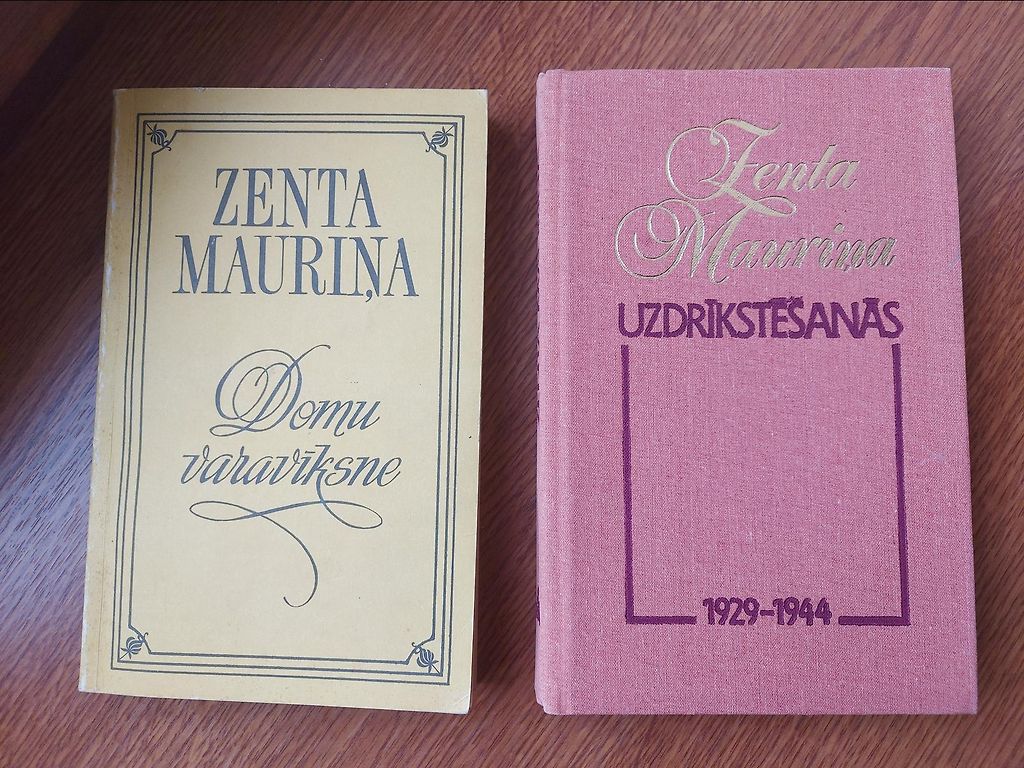 ZENTA
MAURIŅA
Domu
varavīksne
Zenta
Mauriņa
UZDRĪKSTĒŠANĀS
1929-1944